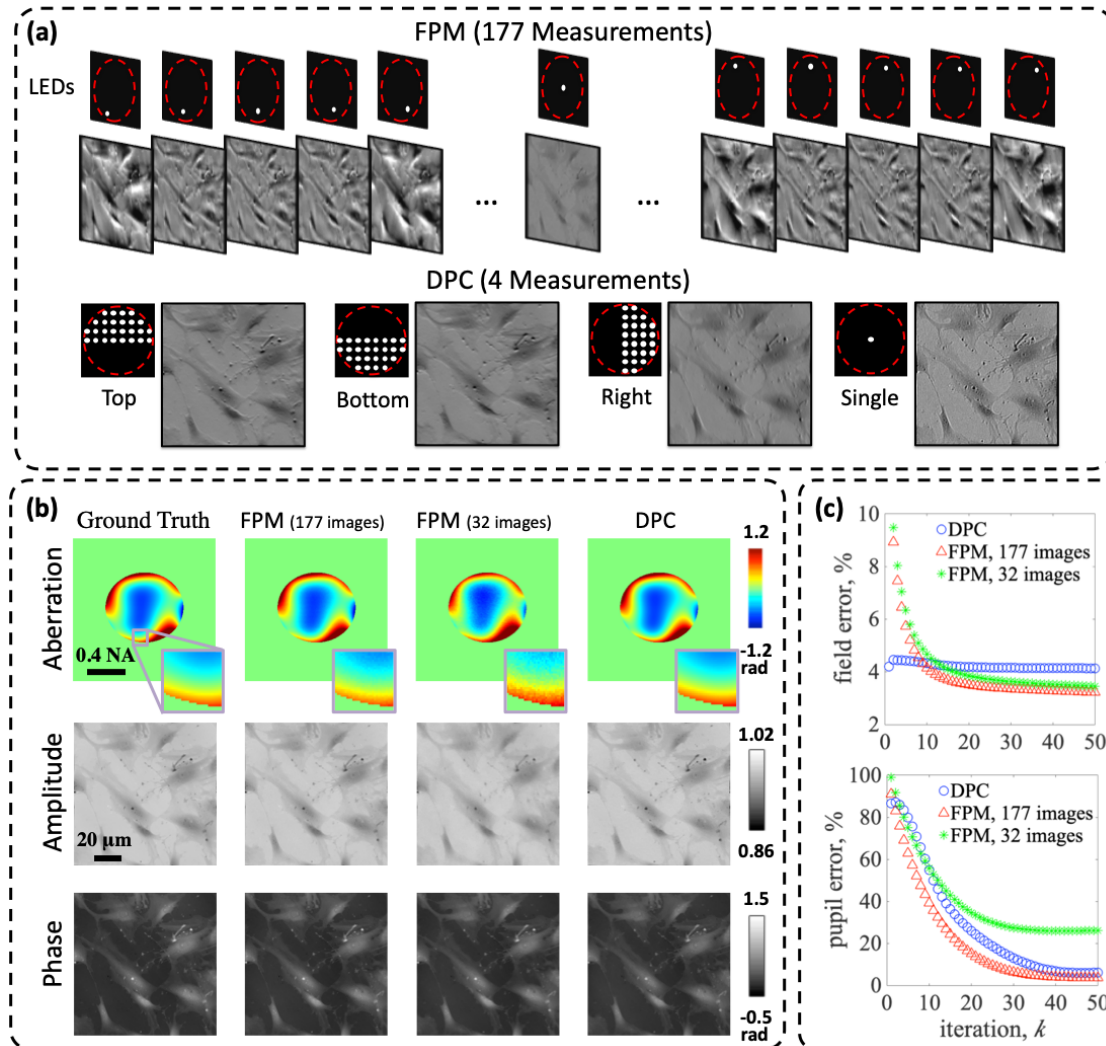 (a)
FPM (177 Measurements)
LEDs
...
...
DPC (4 Measurements)
Top
Bottom
Right
Single
(b)
Ground Truth
FPM (177 images)
FPM (32 images)
DPC
Aberration
0.4 NA
1.2
-1.2
rad
Amplitude
20 μm
1.02
0.86
Phase
1.5
-0.5
rad
(c)
field error, %
10
8
6
4
2
DPC
FPM, 177 images
FPM, 32 images
0 10 20 30 40 50
pupil error, %
100
80
60
40
20
0
DPC
FPM, 177 images
FPM, 32 images
0 10 20 30 40 50
iteration, k